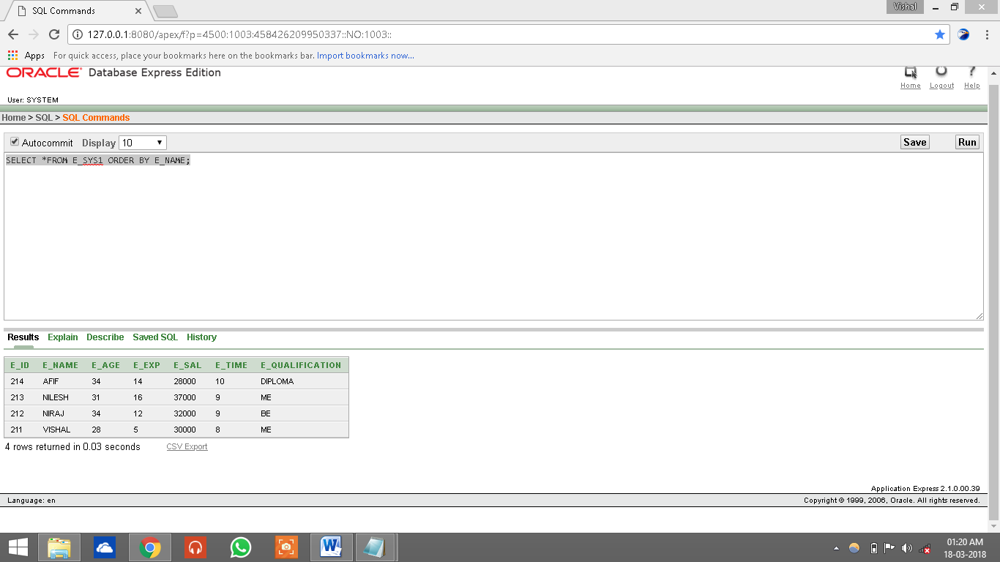 SQL Commands
Vishal
127.0.0.1:8080/apex/f?p=4500:1003:458426209950337::NO:1003::
Apps For quick access, place your bookmarks here on the bookmarks bar. Import bookmarks now...
ORACLE® Database Express Edition
Home Logout Help
User: SYSTEM
Home > SQL > SQL Commands
Autocommit Display 10 Save Run
SELECT *FROM E_SYS1 ORDER BY E_NAME;
Results Explain Describe Saved SQL History
E_ID E_NAME E_AGE E_EXP E_SAL E_TIME E_QUALIFICATION
214 AFIF 34 14 28000 10 DIPLOMA
213 NILESH 31 16 37000 9 ME
212 NIRAJ 34 12 32000 9 BE
211 VISHAL 28 5 30000 8 ME
4 rows returned in 0.03 seconds CSV Export
Application Express 2.1.0.00.39
Language: en Copyright © 1999, 2006, Oracle. All rights reserved.
01:20 AM
18-03-2018